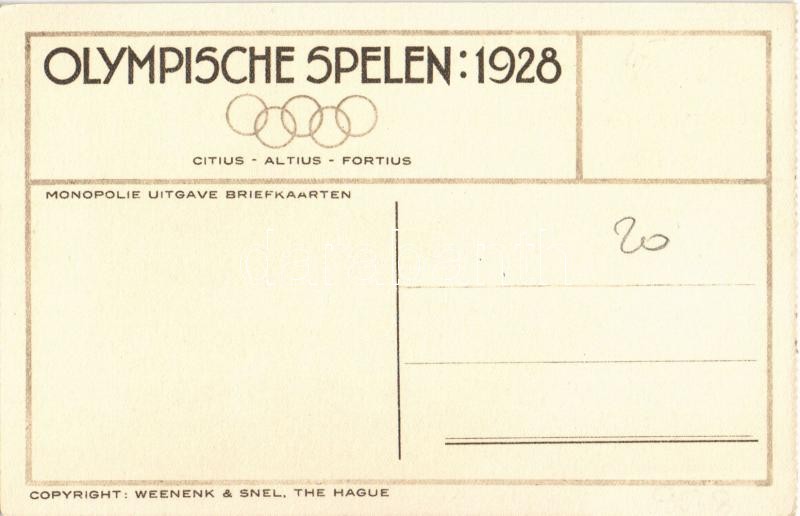 OLYMPISCHE SPELEN: 1928
CITIUS - ALTIUS - FORTIUS
MONOPOLIE UITGAVE BRIEFKAARTEN
20
COPYRIGHT: WEENENK & SNEL, THE HAGUE